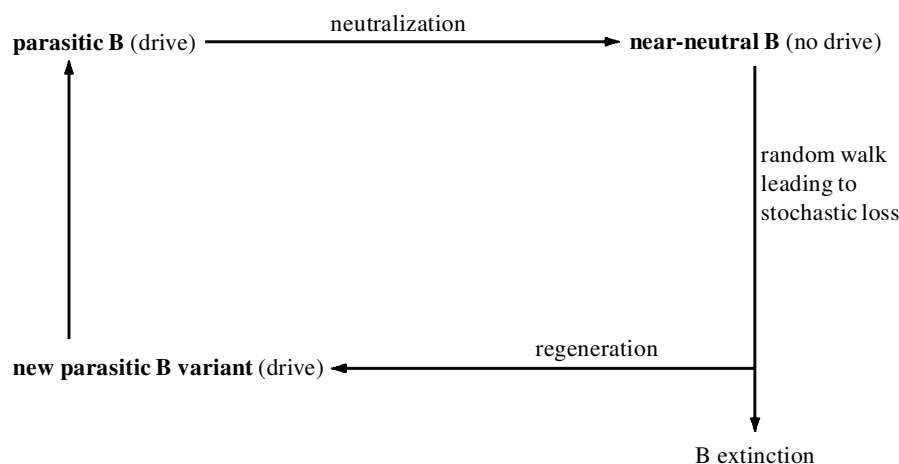 neutralization
parasitic B (drive)
near-neutral B (no drive)
random walk
leading to
stochastic loss
regeneration
new parasitic B variant (drive)
B extinction